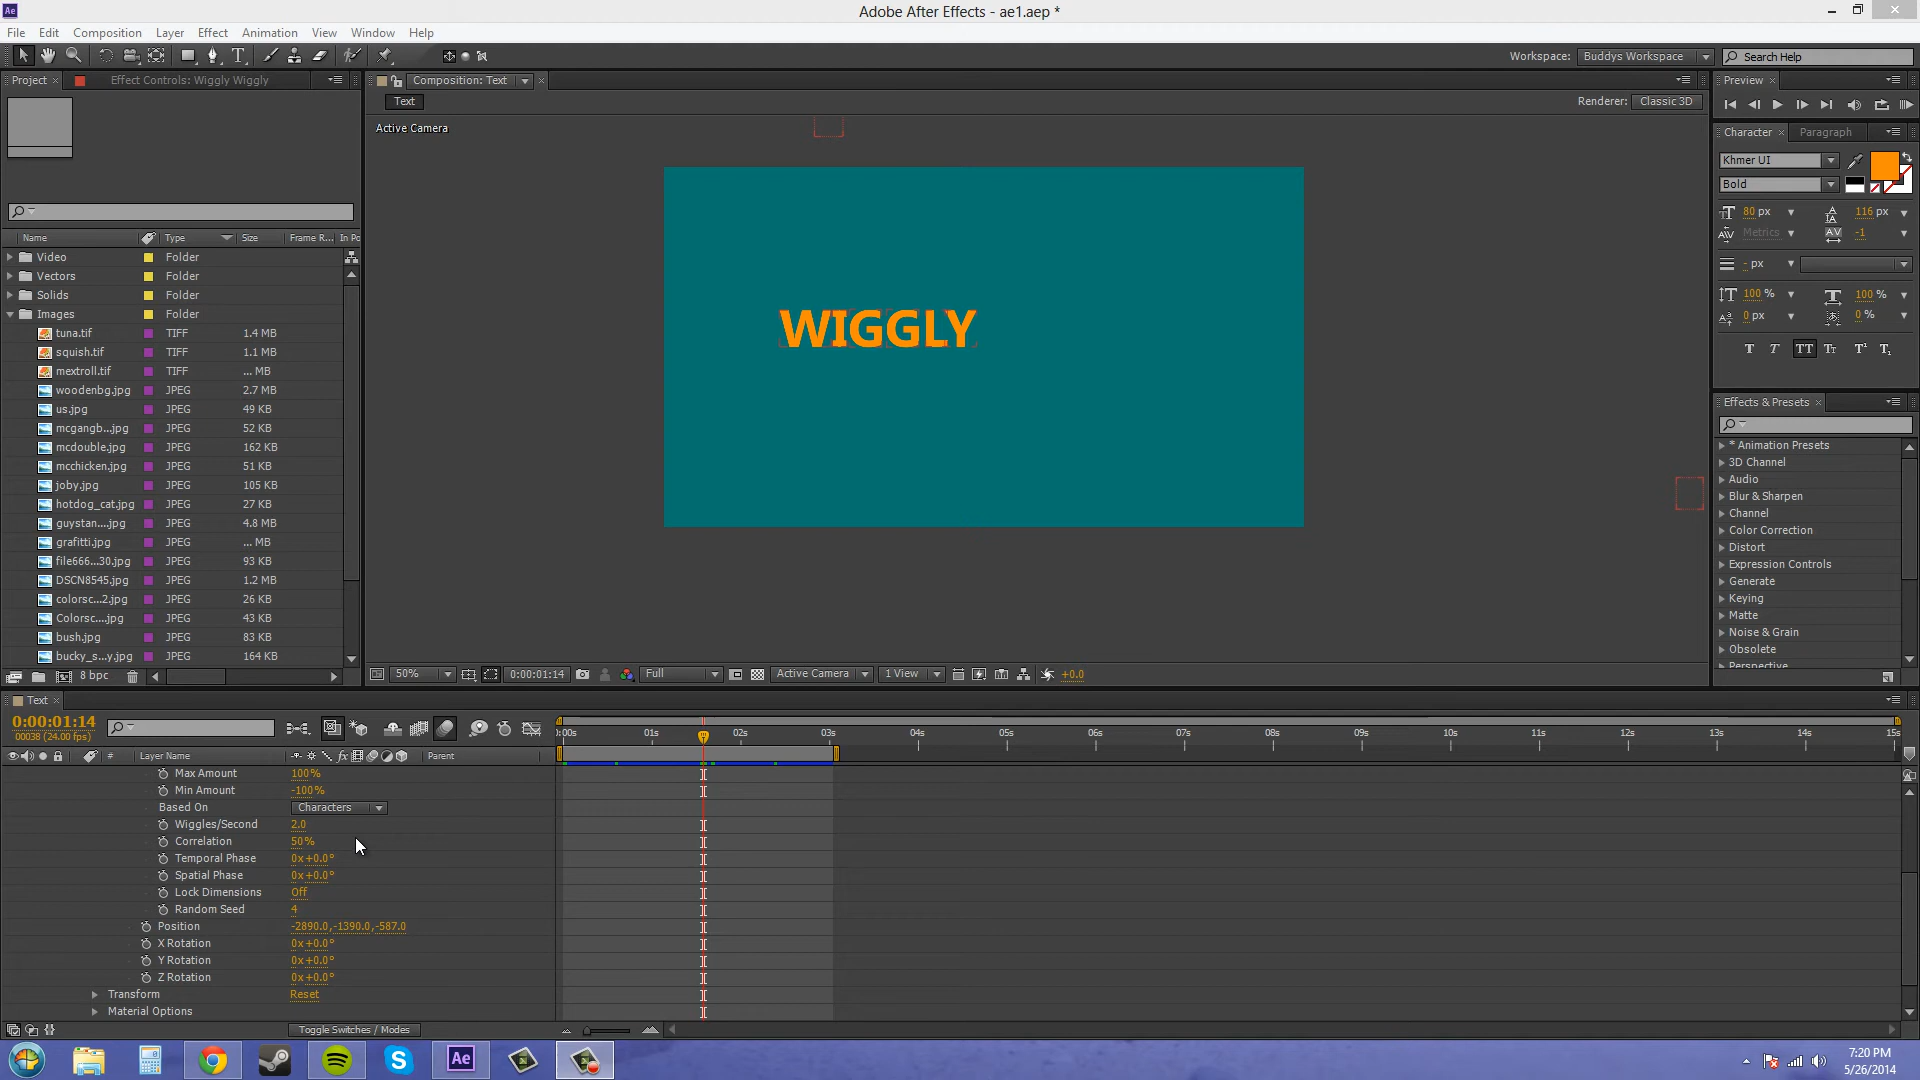 Adobe After Effects - ae1.aep *
File Edit Composition Layer Effect Animation View Window Help
Workspace: Buddys Workspace Search Help
Project Effect Controls: Wiggly Wiggly
Composition: Text
Text
Renderer: Classic 3D
Active Camera
WIGGLY
Name Type Size Frame R... In Po
Video Folder
Vectors Folder
Solids Folder
Images Folder
tuna.tif TIFF 1.4 MB
squish.tif TIFF 1.1 MB
mextroll.tif TIFF ... MB
woodenbg.jpg JPEG 2.7 MB
us.jpg JPEG 49 KB
mcgangb...jpg JPEG 52 KB
mcdouble.jpg JPEG 162 KB
mcchicken.jpg JPEG 51 KB
joby.jpg JPEG 105 KB
hotdog_cat.jpg JPEG 27 KB
guystan....jpg JPEG 4.8 MB
grafitti.jpg JPEG ... MB
file666...30.jpg JPEG 93 KB
DSCN8545.jpg JPEG 1.2 MB
colorsc...2.jpg JPEG 26 KB
Colorsc....jpg JPEG 43 KB
bush.jpg JPEG 83 KB
bucky_s...y.jpg JPEG 164 KB
8 bpc
50% 0:00:01:14 Full Active Camera 1 View +0.0
Preview
Character Paragraph
Khmer UI
Bold
80 px 116 px
Metrics -1
- px
100 % 100 %
0 px 0 %
T T TT Tt T¹ T₁
Effects & Presets
* Animation Presets
3D Channel
Audio
Blur & Sharpen
Channel
Color Correction
Distort
Expression Controls
Generate
Keying
Matte
Noise & Grain
Obsolete
Perspective
Text
0:00:01:14
00038 (24.00 fps)
:00s 01s 02s 03s 04s 05s 06s 07s 08s 09s 10s 11s 12s 13s 14s 15s
# Layer Name Parent
Max Amount 100%
Min Amount -100%
Based On Characters
Wiggles/Second 2.0
Correlation 50%
Temporal Phase 0x+0.0°
Spatial Phase 0x+0.0°
Lock Dimensions Off
Random Seed 4
Position -2890.0,-1390.0,-587.0
X Rotation 0x+0.0°
Y Rotation 0x+0.0°
Z Rotation 0x+0.0°
Transform Reset
Material Options
Toggle Switches / Modes
7:20 PM
5/26/2014